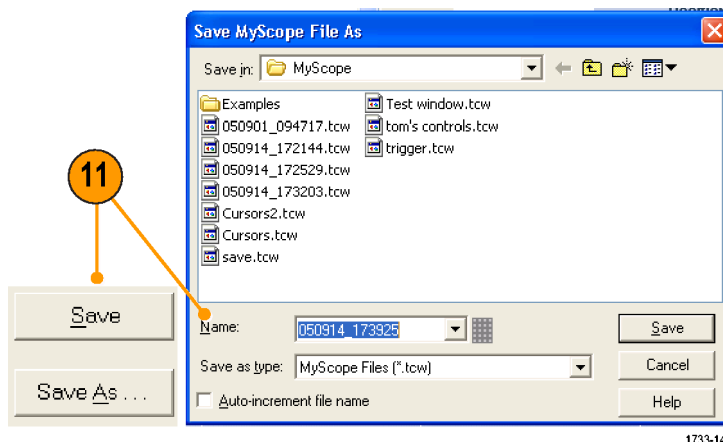 Save MyScope File As
Save in: MyScope
Examples
050901_094717.tcw
050914_172144.tcw
050914_172529.tcw
050914_173203.tcw
Cursors2.tcw
Cursors.tcw
save.tcw
Test window.tcw
tom's controls.tcw
trigger.tcw
11
Save
Save As ...
Name: 050914_173925
Save
Save as type: MyScope Files (*.tcw)
Cancel
Auto-increment file name
Help